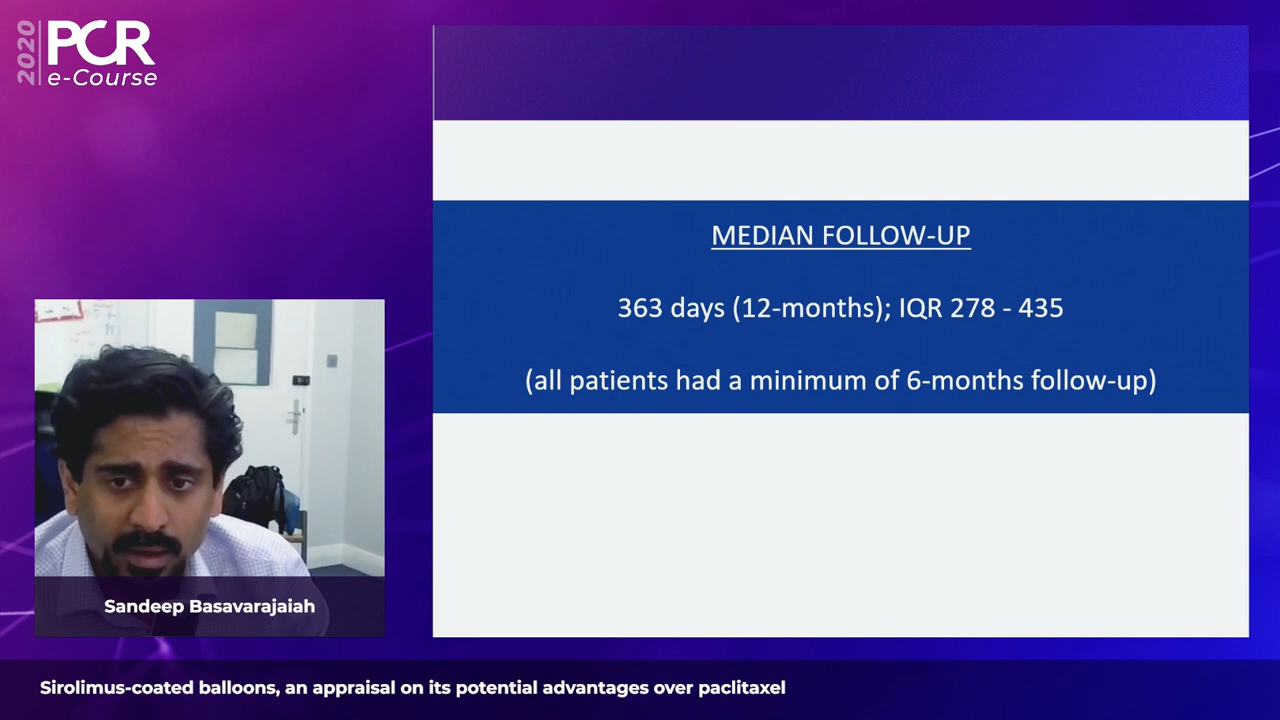 2020
PCR
e-Course
MEDIAN FOLLOW-UP
363 days (12-months); IQR 278 - 435
(all patients had a minimum of 6-months follow-up)
Sandeep Basavarajaiah
Sirolimus-coated balloons, an appraisal on its potential advantages over paclitaxel